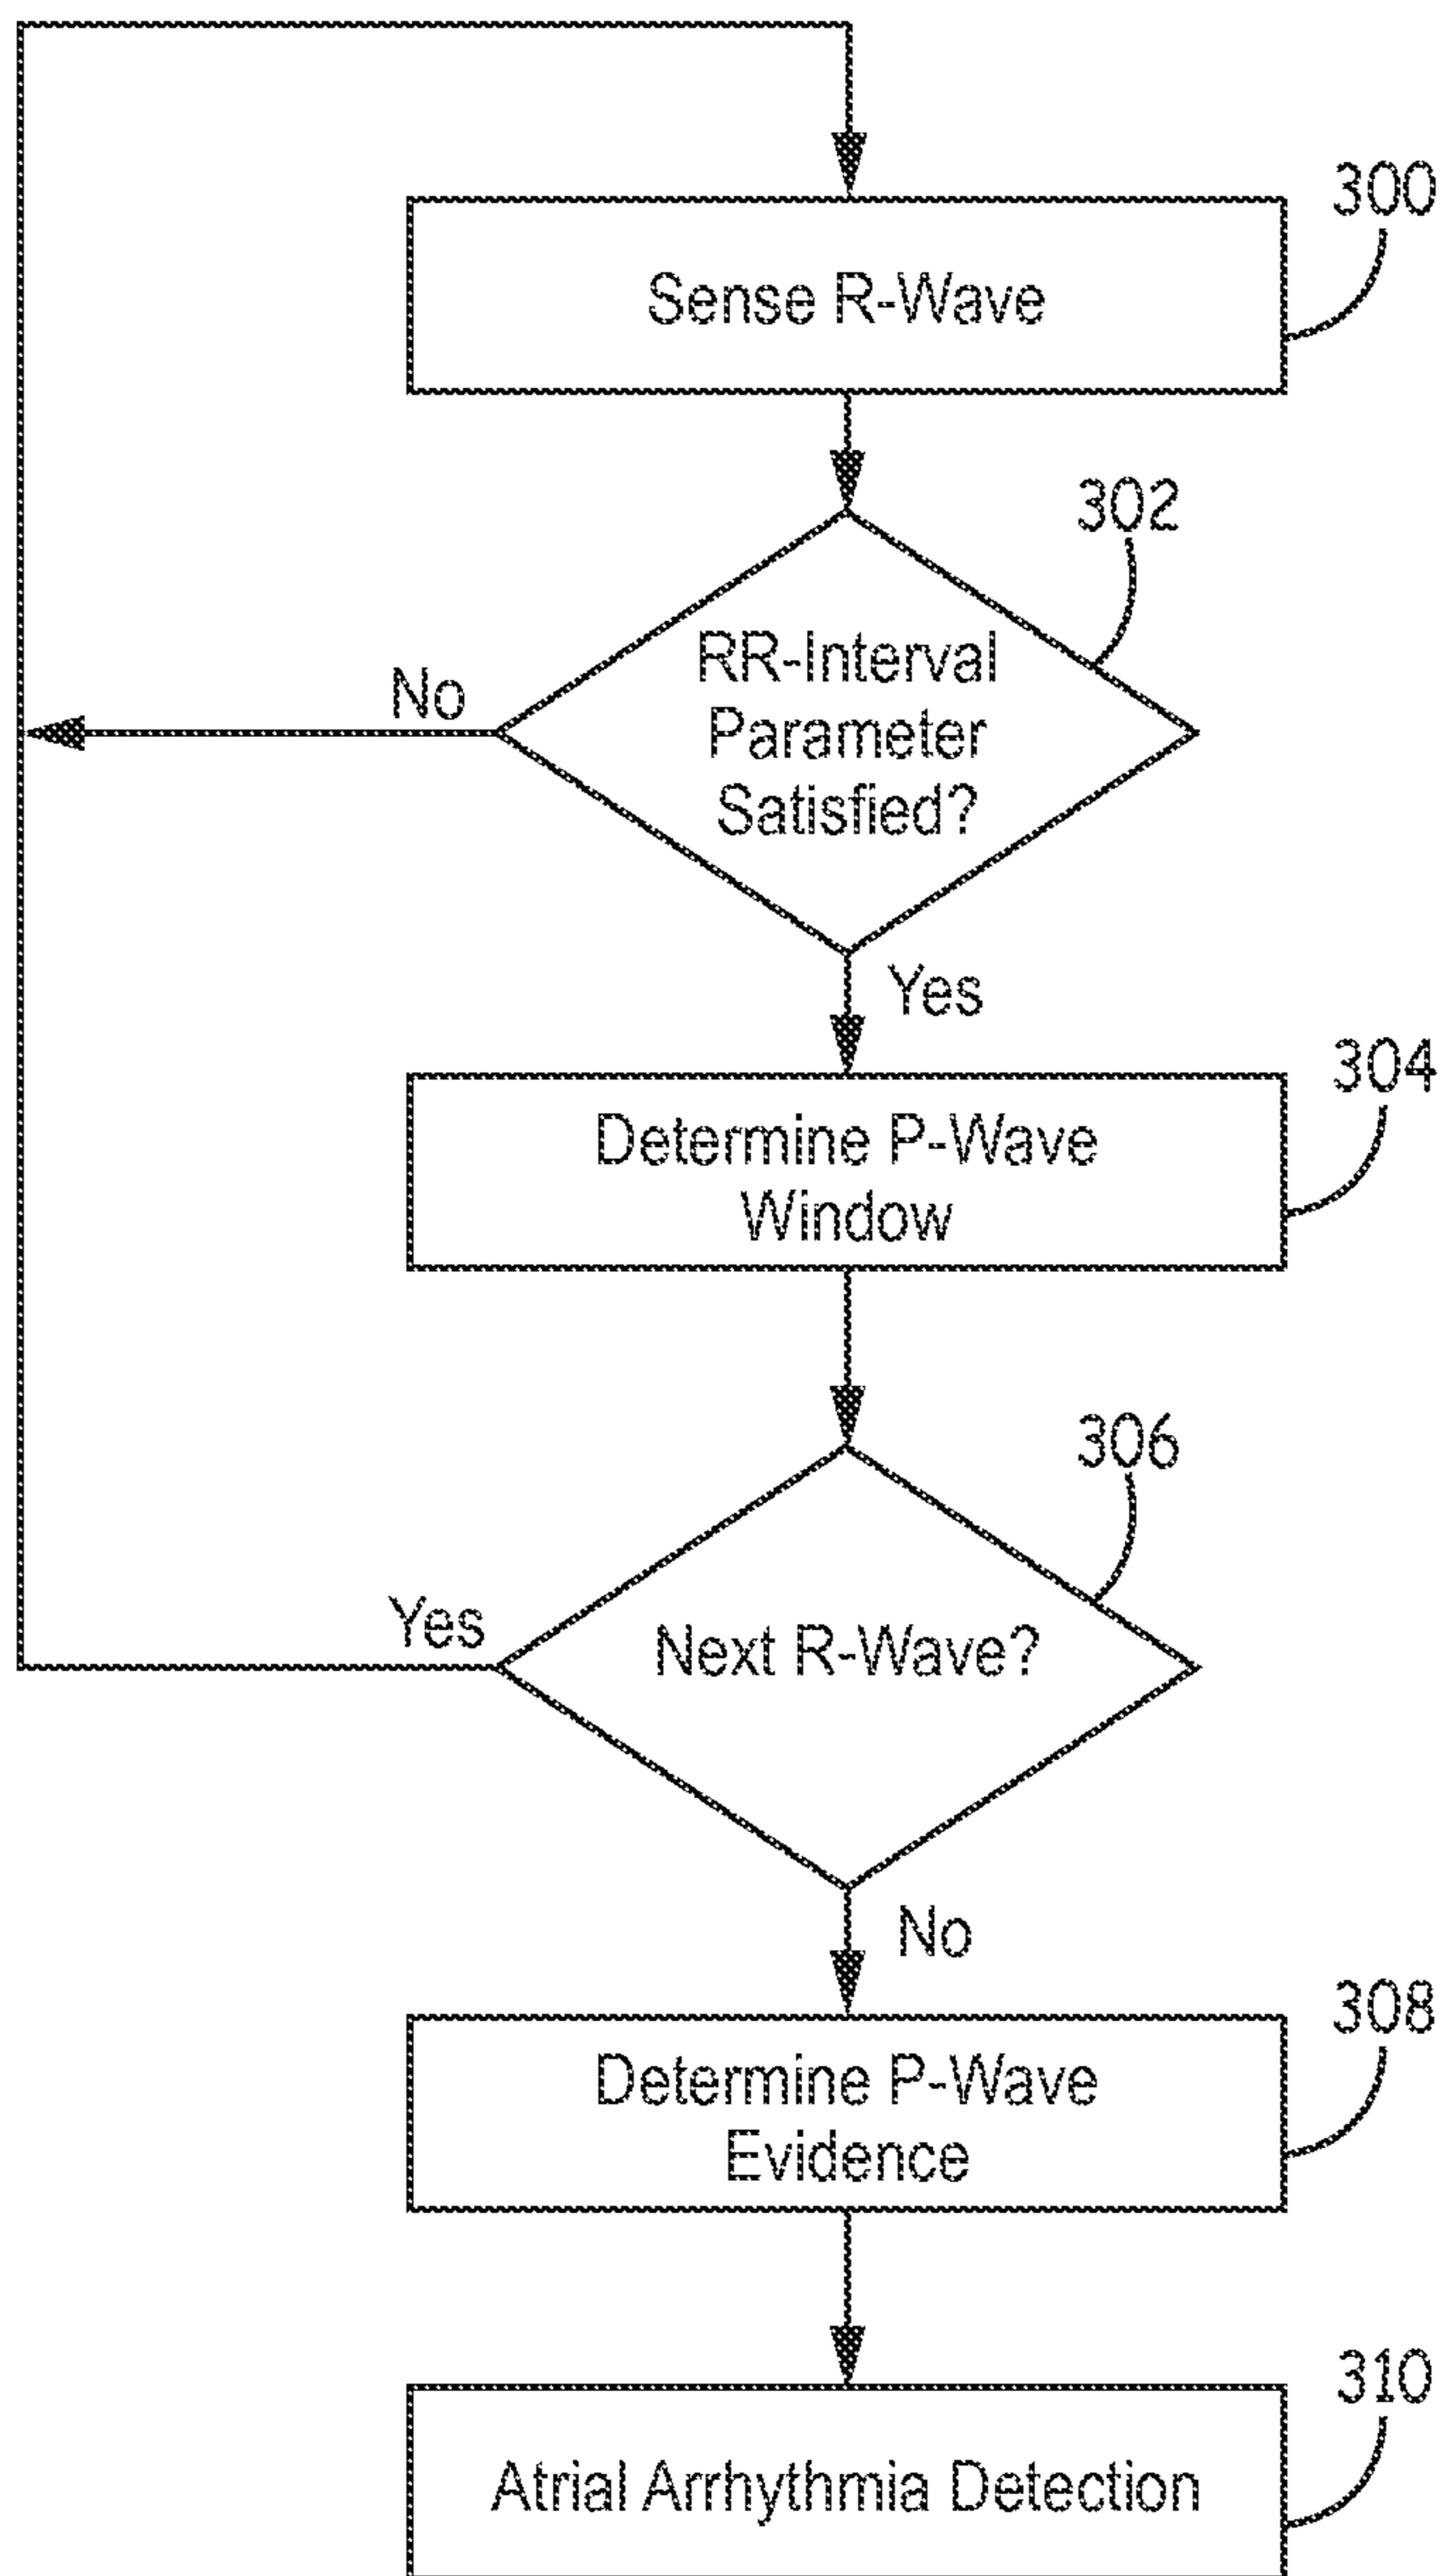 300
Sense R-Wave
302
RR-Interval
Parameter
Satisfied?
No
Yes
304
Determine P-Wave
Window
306
Next R-Wave?
Yes
No
308
Determine P-Wave
Evidence
310
Atrial Arrhythmia Detection